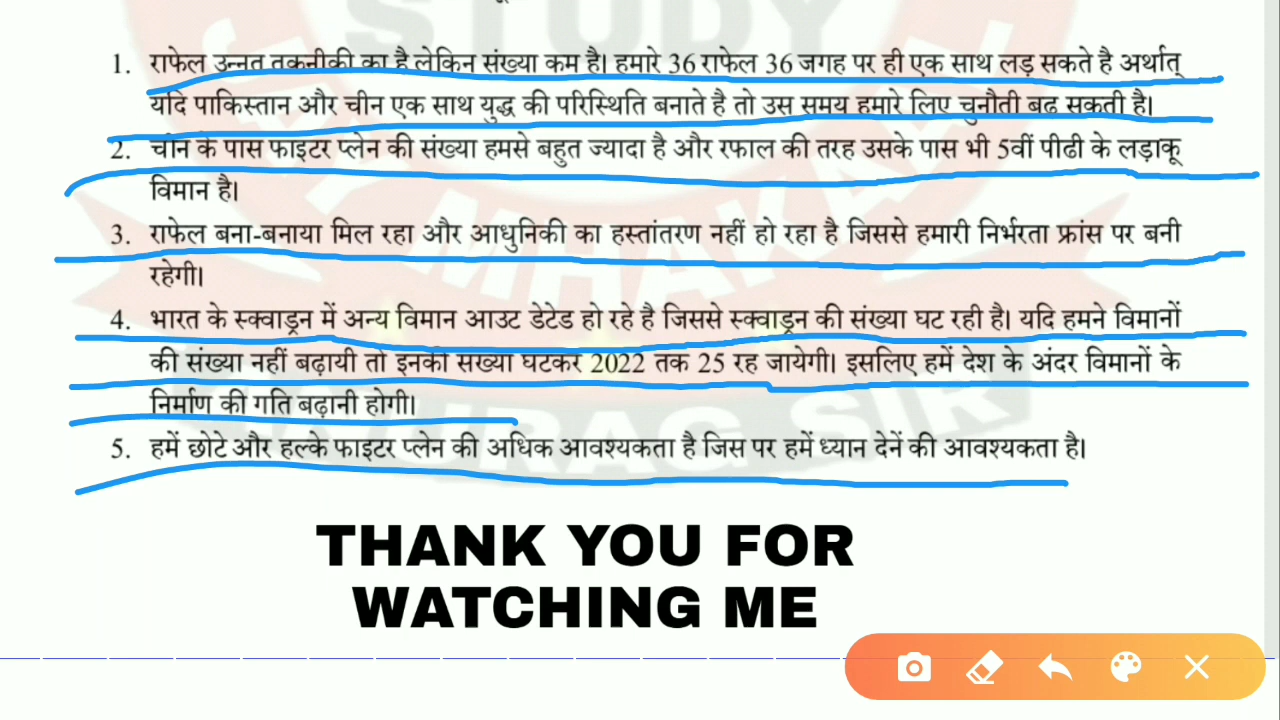 1. राफेल उन्नत तकनीकी का है लेकिन संख्या कम है। हमारे 36 राफेल 36 जगह पर ही एक साथ लड़ सकते है अर्थात्
यदि पाकिस्तान और चीन एक साथ युद्ध की परिस्थिति बनाते है तो उस समय हमारे लिए चुनौती बढ सकती है।
2. चीन के पास फाइटर प्लेन की संख्या हमसे बहुत ज्यादा है और रफाल की तरह उसके पास भी 5वीं पीढी के लड़ाकू
विमान है।
3. राफेल बना-बनाया मिल रहा और आधुनिकी का हस्तांतरण नहीं हो रहा है जिससे हमारी निर्भरता फ्रांस पर बनी
रहेगी।
4. भारत के स्क्वाड्रन में अन्य विमान आउट डेटेड हो रहे है जिससे स्क्वाड्रन की संख्या घट रही है। यदि हमने विमानों
की संख्या नहीं बढ़ायी तो इनकी संख्या घटकर 2022 तक 25 रह जायेगी। इसलिए हमें देश के अंदर विमानों के
निर्माण की गति बढ़ानी होगी।
5. हमें छोटे और हल्के फाइटर प्लेन की अधिक आवश्यकता है जिस पर हमें ध्यान देनें की आवश्यकता है।
THANK YOU FOR
WATCHING ME